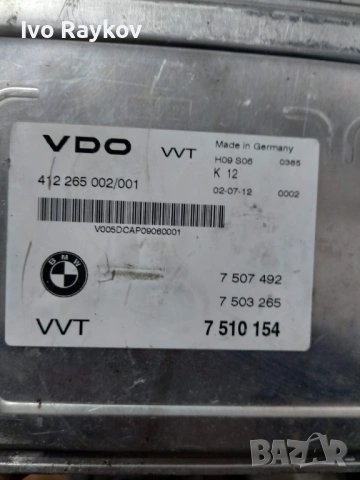 Ivo Raykov
VDO VVT
Made in Germany
H09 S06 0365
K 12
412 265 002/001
02-07-12 0002
V005DCAP09060001
BMW
7 507 492
7 503 265
VVT 7 510 154
BAZAR